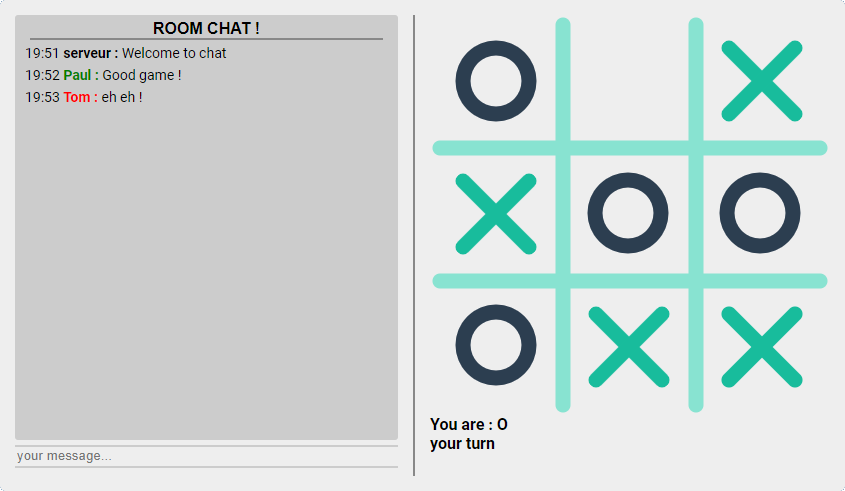 ROOM CHAT !
19:51 serveur : Welcome to chat
19:52 Paul : Good game !
19:53 Tom : eh eh !
your message...
You are : O
your turn